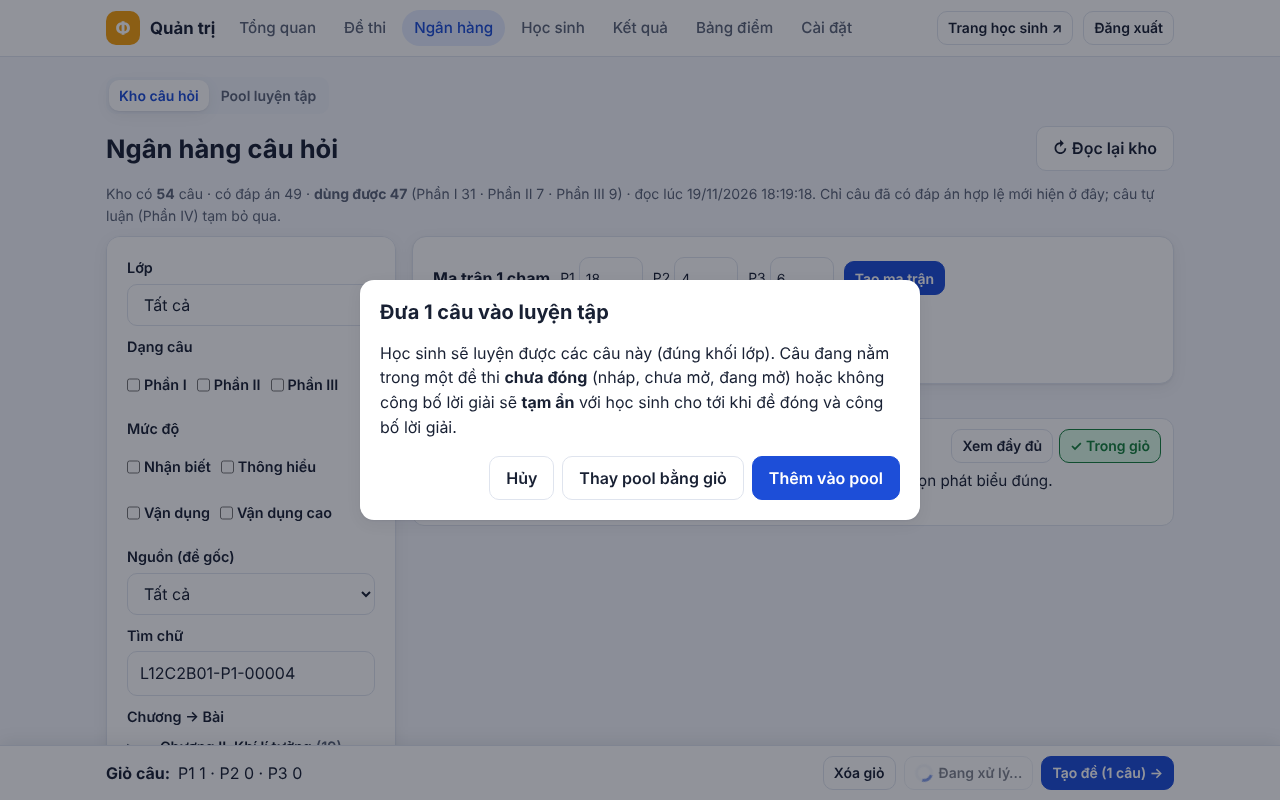 Φ Quản trị Tổng quan Đề thi Ngân hàng Học sinh Kết quả Bảng điểm Cài đặt Trang học sinh ↗ Đăng xuất
Kho câu hỏi Pool luyện tập
Ngân hàng câu hỏi
↻ Đọc lại kho
Kho có 54 câu · có đáp án 49 · dùng được 47 (Phần I 31 · Phần II 7 · Phần III 9) · đọc lúc 19/11/2026 18:19:18. Chỉ câu đã có đáp án hợp lệ mới hiện ở đây; câu tự
luận (Phần IV) tạm bỏ qua.
Lớp
Tất cả
Dạng câu
Phần I Phần II Phần III
Mức độ
Nhận biết Thông hiểu
Vận dụng Vận dụng cao
Nguồn (đề gốc)
Tất cả
Tìm chữ
L12C2B01-P1-00004
Chương → Bài
Chương II. Khí lí tưởng (19)
Ma trận 1 chạm P1 18 P2 4 P3 6 Tạo ma trận
Xem đầy đủ ✓ Trong giỏ
phát biểu đúng.
Đưa 1 câu vào luyện tập
Học sinh sẽ luyện được các câu này (đúng khối lớp). Câu đang nằm
trong một đề thi chưa đóng (nháp, chưa mở, đang mở) hoặc không
công bố lời giải sẽ tạm ẩn với học sinh cho tới khi đề đóng và công
bố lời giải.
Hủy Thay pool bằng giỏ Thêm vào pool
Giỏ câu: P1 1 · P2 0 · P3 0 Xóa giỏ Đang xử lý... Tạo đề (1 câu) →